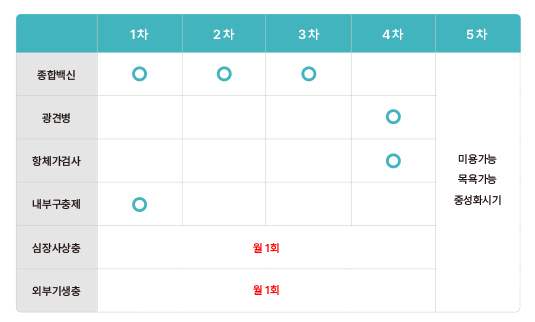 1차 2차 3차 4차 5차
종합백신
광견병
항체가검사
내부구충제
심장사상충 월 1회
외부기생충 월 1회
미용가능
목욕가능
중성화시기